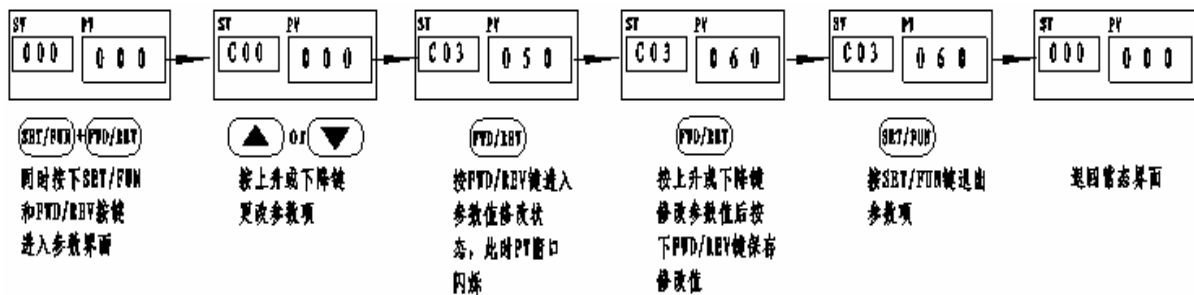 SV PV
000 000
SV PV
C00 000
SV PV
C03 050
SV PV
C03 060
SV PV
C03 060
SV PV
000 000
SET/FUN+FWD/REV
同时按下SET/FUN
和FWD/REV按键
进入参数界面
▲ or ▼
按上升或下降键
更改参数项
FWD/REV
按FWD/REV键进入
参数值修改状
态，此时PV窗口
闪烁
FWD/REV
按上升或下降键
修改参数值后按
下FWD/REV键保存
修改值
SET/FUN
按SET/FUN键退出
参数项
退回常态界面